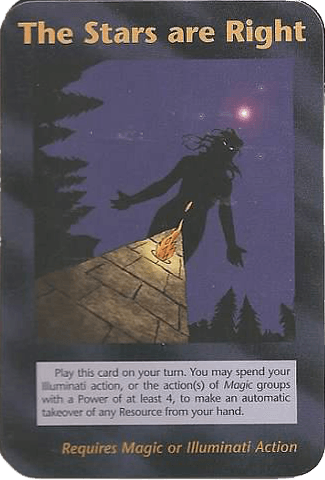 The Stars are Right
Play this card on your turn. You may spend your
Illuminati action, or the action(s) of Magic groups
with a Power of at least 4, to make an automatic
takeover of any Resource from your hand.
Requires Magic or Illuminati Action